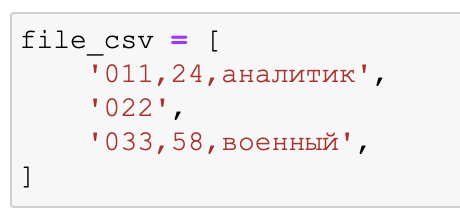 file_csv = [
    '011,24,аналитик',
    '022',
    '033,58,военный',
]